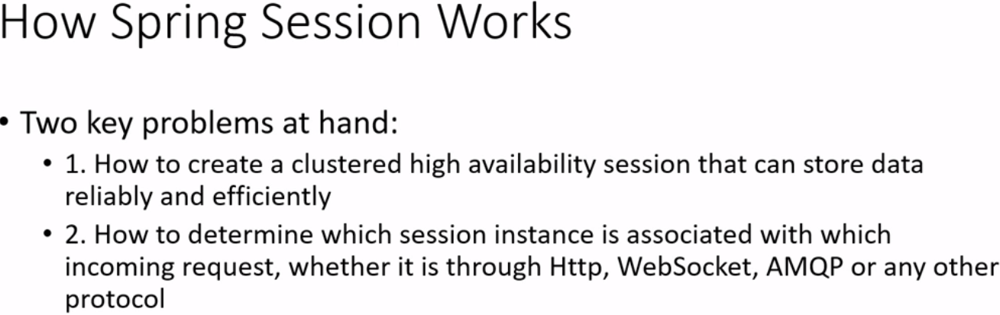 How Spring Session Works
• Two key problems at hand:
• 1. How to create a clustered high availability session that can store data
reliably and efficiently
• 2. How to determine which session instance is associated with which
incoming request, whether it is through Http, WebSocket, AMQP or any other
protocol